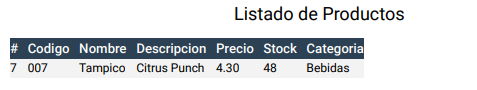 Listado de Productos
# Codigo Nombre Descripcion Precio Stock Categoria
7 007 Tampico Citrus Punch 4.30 48 Bebidas